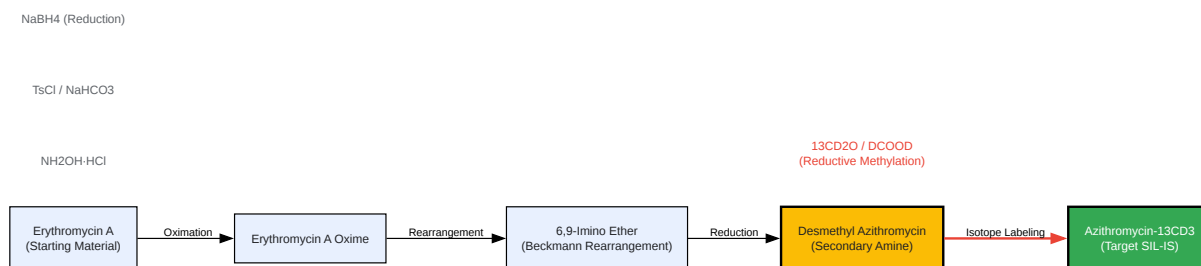 NaBH4 (Reduction)
TsCl / NaHCO3
NH2OH·HCl
13CD2O / DCOOD
(Reductive Methylation)
Erythromycin A
(Starting Material)
Oximation
Erythromycin A Oxime
Rearrangement
6,9-Imino Ether
(Beckmann Rearrangement)
Reduction
Desmethyl Azithromycin
(Secondary Amine)
Isotope Labeling
Azithromycin-13CD3
(Target SIL-IS)